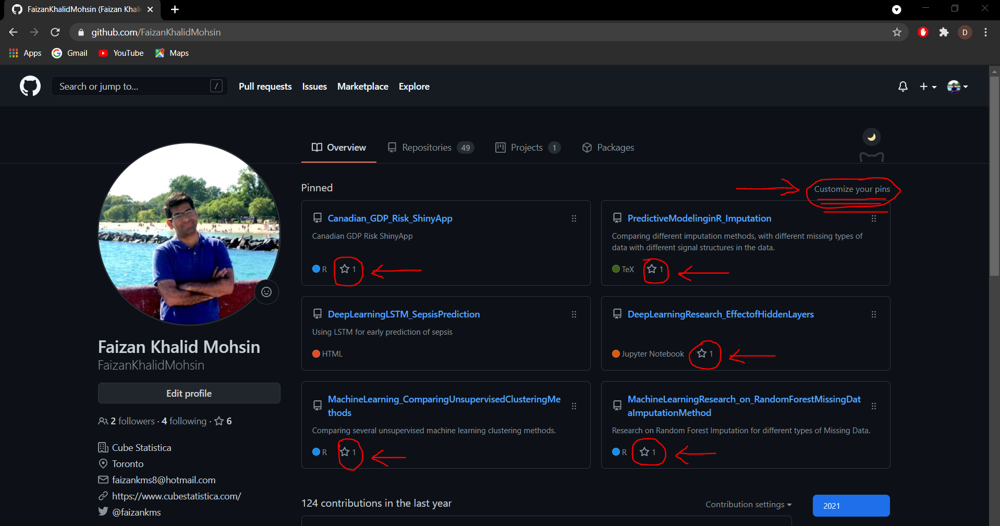 FaizanKhalidMohsin (Faizan Khali
github.com/FaizanKhalidMohsin
D
Apps
Gmail
YouTube
Maps
Search or jump to...
/
Pull requests
Issues
Marketplace
Explore
Overview
Repositories 49
Projects 1
Packages
Pinned
Customize your pins
Canadian_GDP_Risk_ShinyApp
Canadian GDP Risk ShinyApp
R
1
PredictiveModelinginR_Imputation
Comparing different imputation methods, with different missing types of
data with different signal structures in the data.
TeX
1
DeepLearningLSTM_SepsisPrediction
Using LSTM for early prediction of sepsis
HTML
DeepLearningResearch_EffectofHiddenLayers
Jupyter Notebook
1
MachineLearning_ComparingUnsupervisedClusteringMe
thods
Comparing several unsupervised machine learning clustering methods.
R
1
MachineLearningResearch_on_RandomForestMissingDat
aImputationMethod
Research on Random Forest Imputation for different types of Missing Data.
R
1
Faizan Khalid Mohsin
FaizanKhalidMohsin
Edit profile
2 followers · 4 following · 6
Cube Statistica
Toronto
faizankms8@hotmail.com
https://www.cubestatistica.com/
@faizankms
124 contributions in the last year
Contribution settings
2021